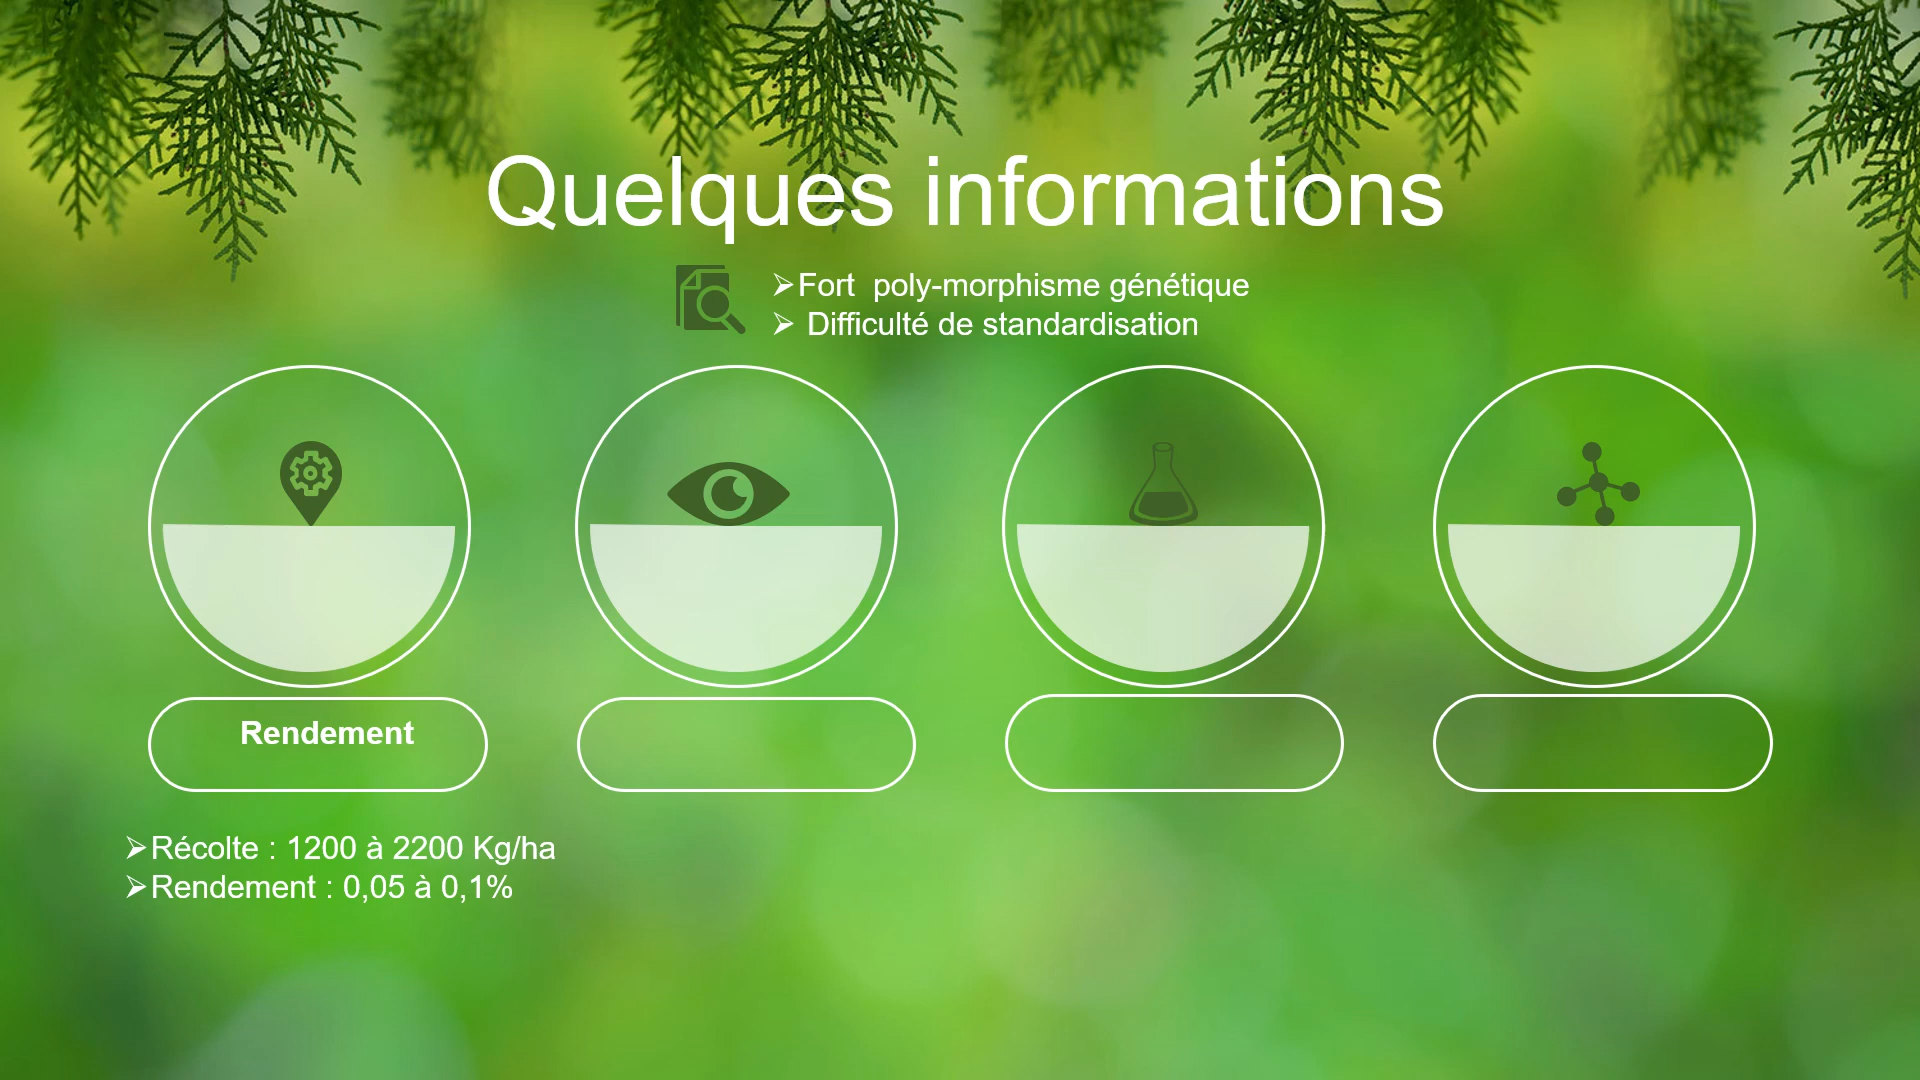 Quelques informations
➢Fort  poly-morphisme génétique
➢ Difficulté de standardisation
Rendement
➢Récolte : 1200 à 2200 Kg/ha
➢Rendement : 0,05 à 0,1%